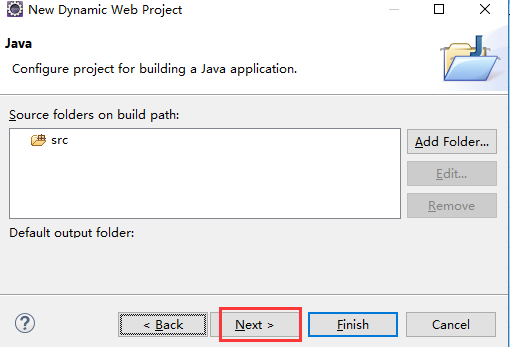 New Dynamic Web Project
Java
Configure project for building a Java application.
Source folders on build path:
src
Add Folder...
Edit...
Remove
Default output folder:
?
< Back
Next >
Finish
Cancel